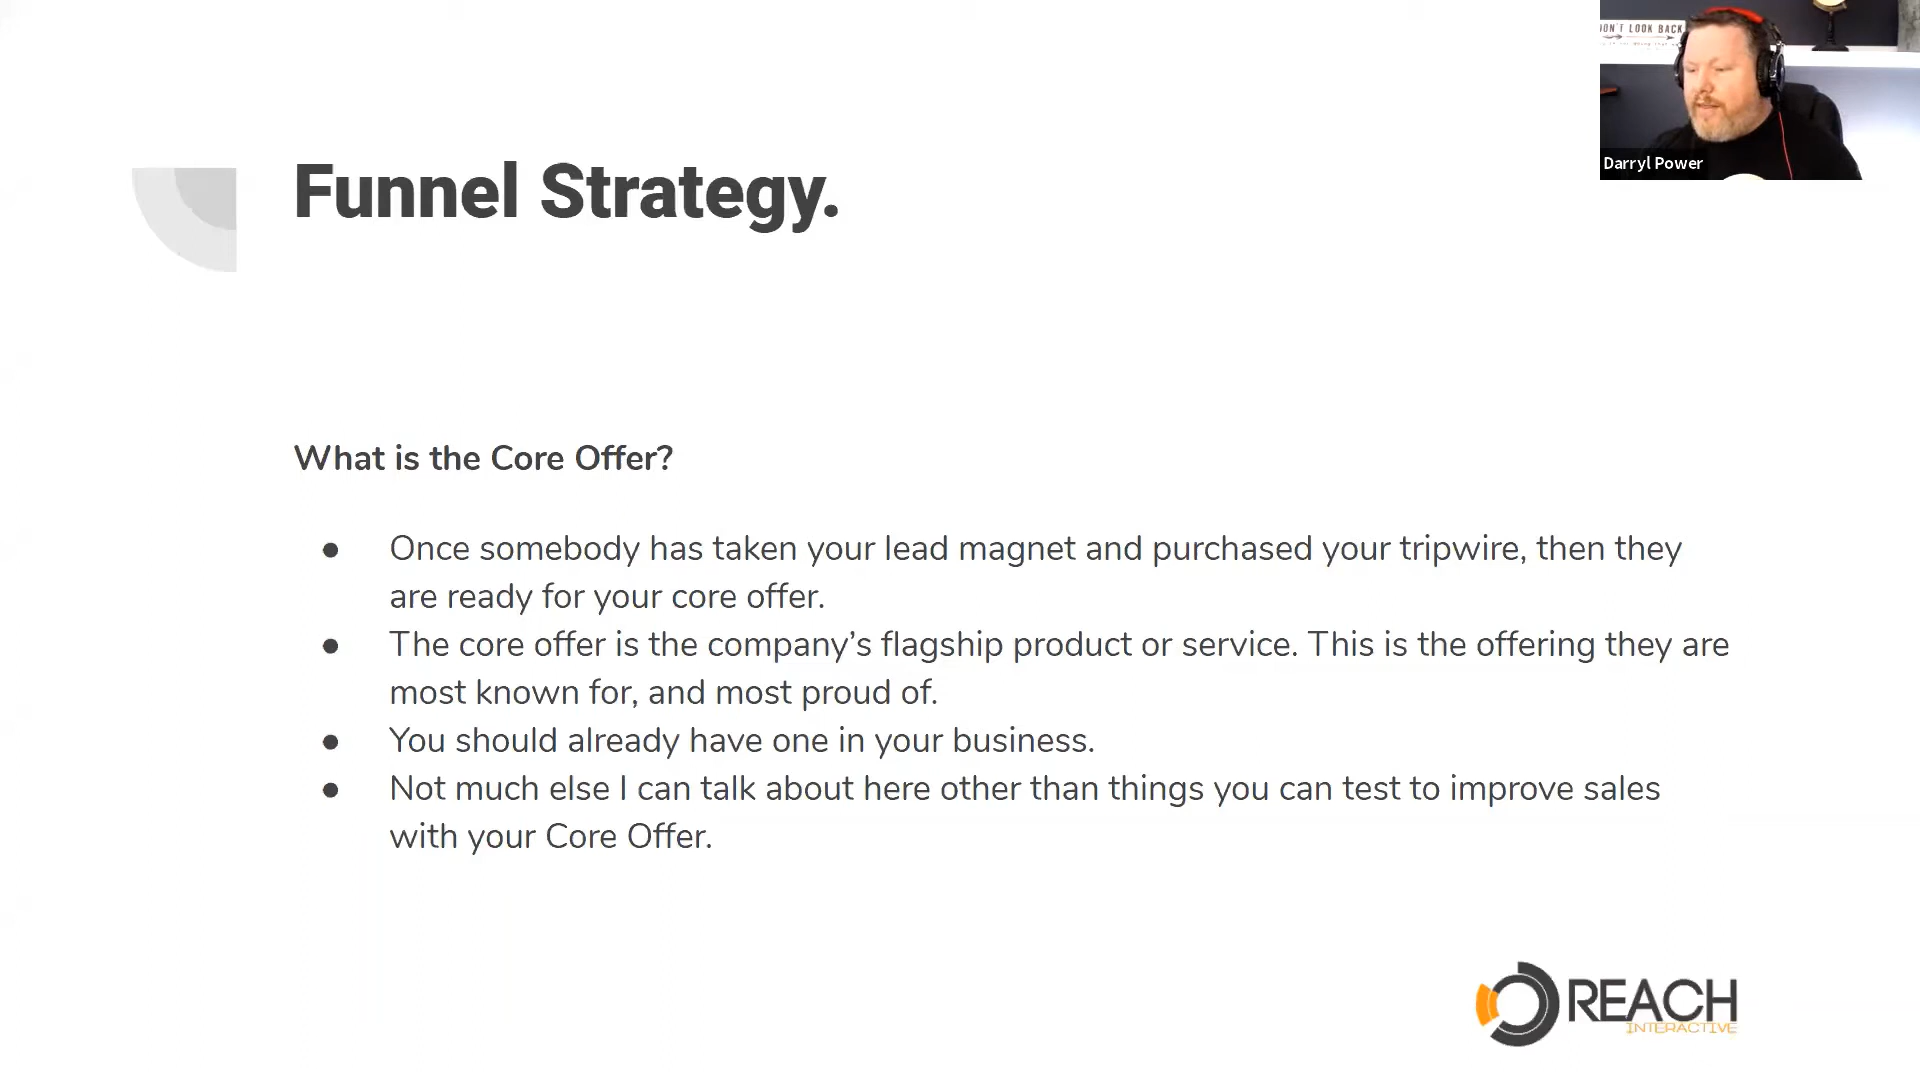 DON'T LOOK BACK
Darryl Power
Funnel Strategy.
What is the Core Offer?
● Once somebody has taken your lead magnet and purchased your tripwire, then they
are ready for your core offer.
● The core offer is the company’s flagship product or service. This is the offering they are
most known for, and most proud of.
● You should already have one in your business.
● Not much else I can talk about here other than things you can test to improve sales
with your Core Offer.
REACH
INTERACTIVE